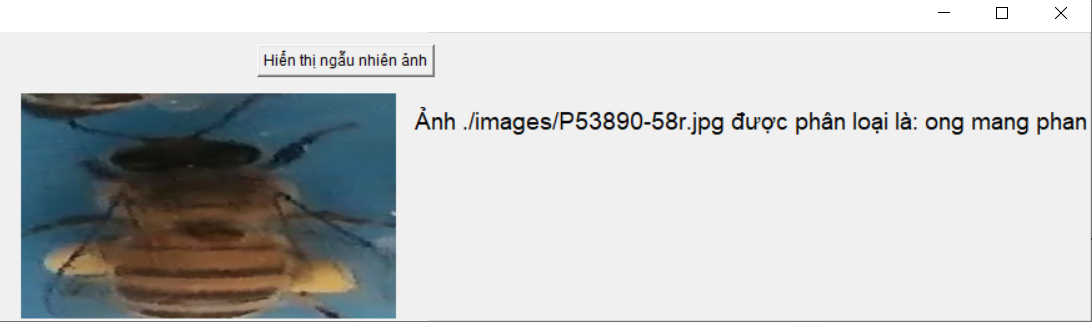 Hiển thị ngẫu nhiên ảnh
Ảnh ./images/P53890-58r.jpg được phân loại là: ong mang phan